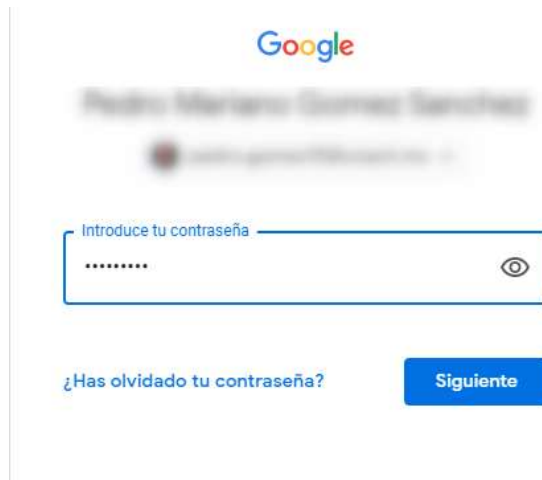 Google
Introduce tu contraseña
•••••••••
¿Has olvidado tu contraseña?
Siguiente